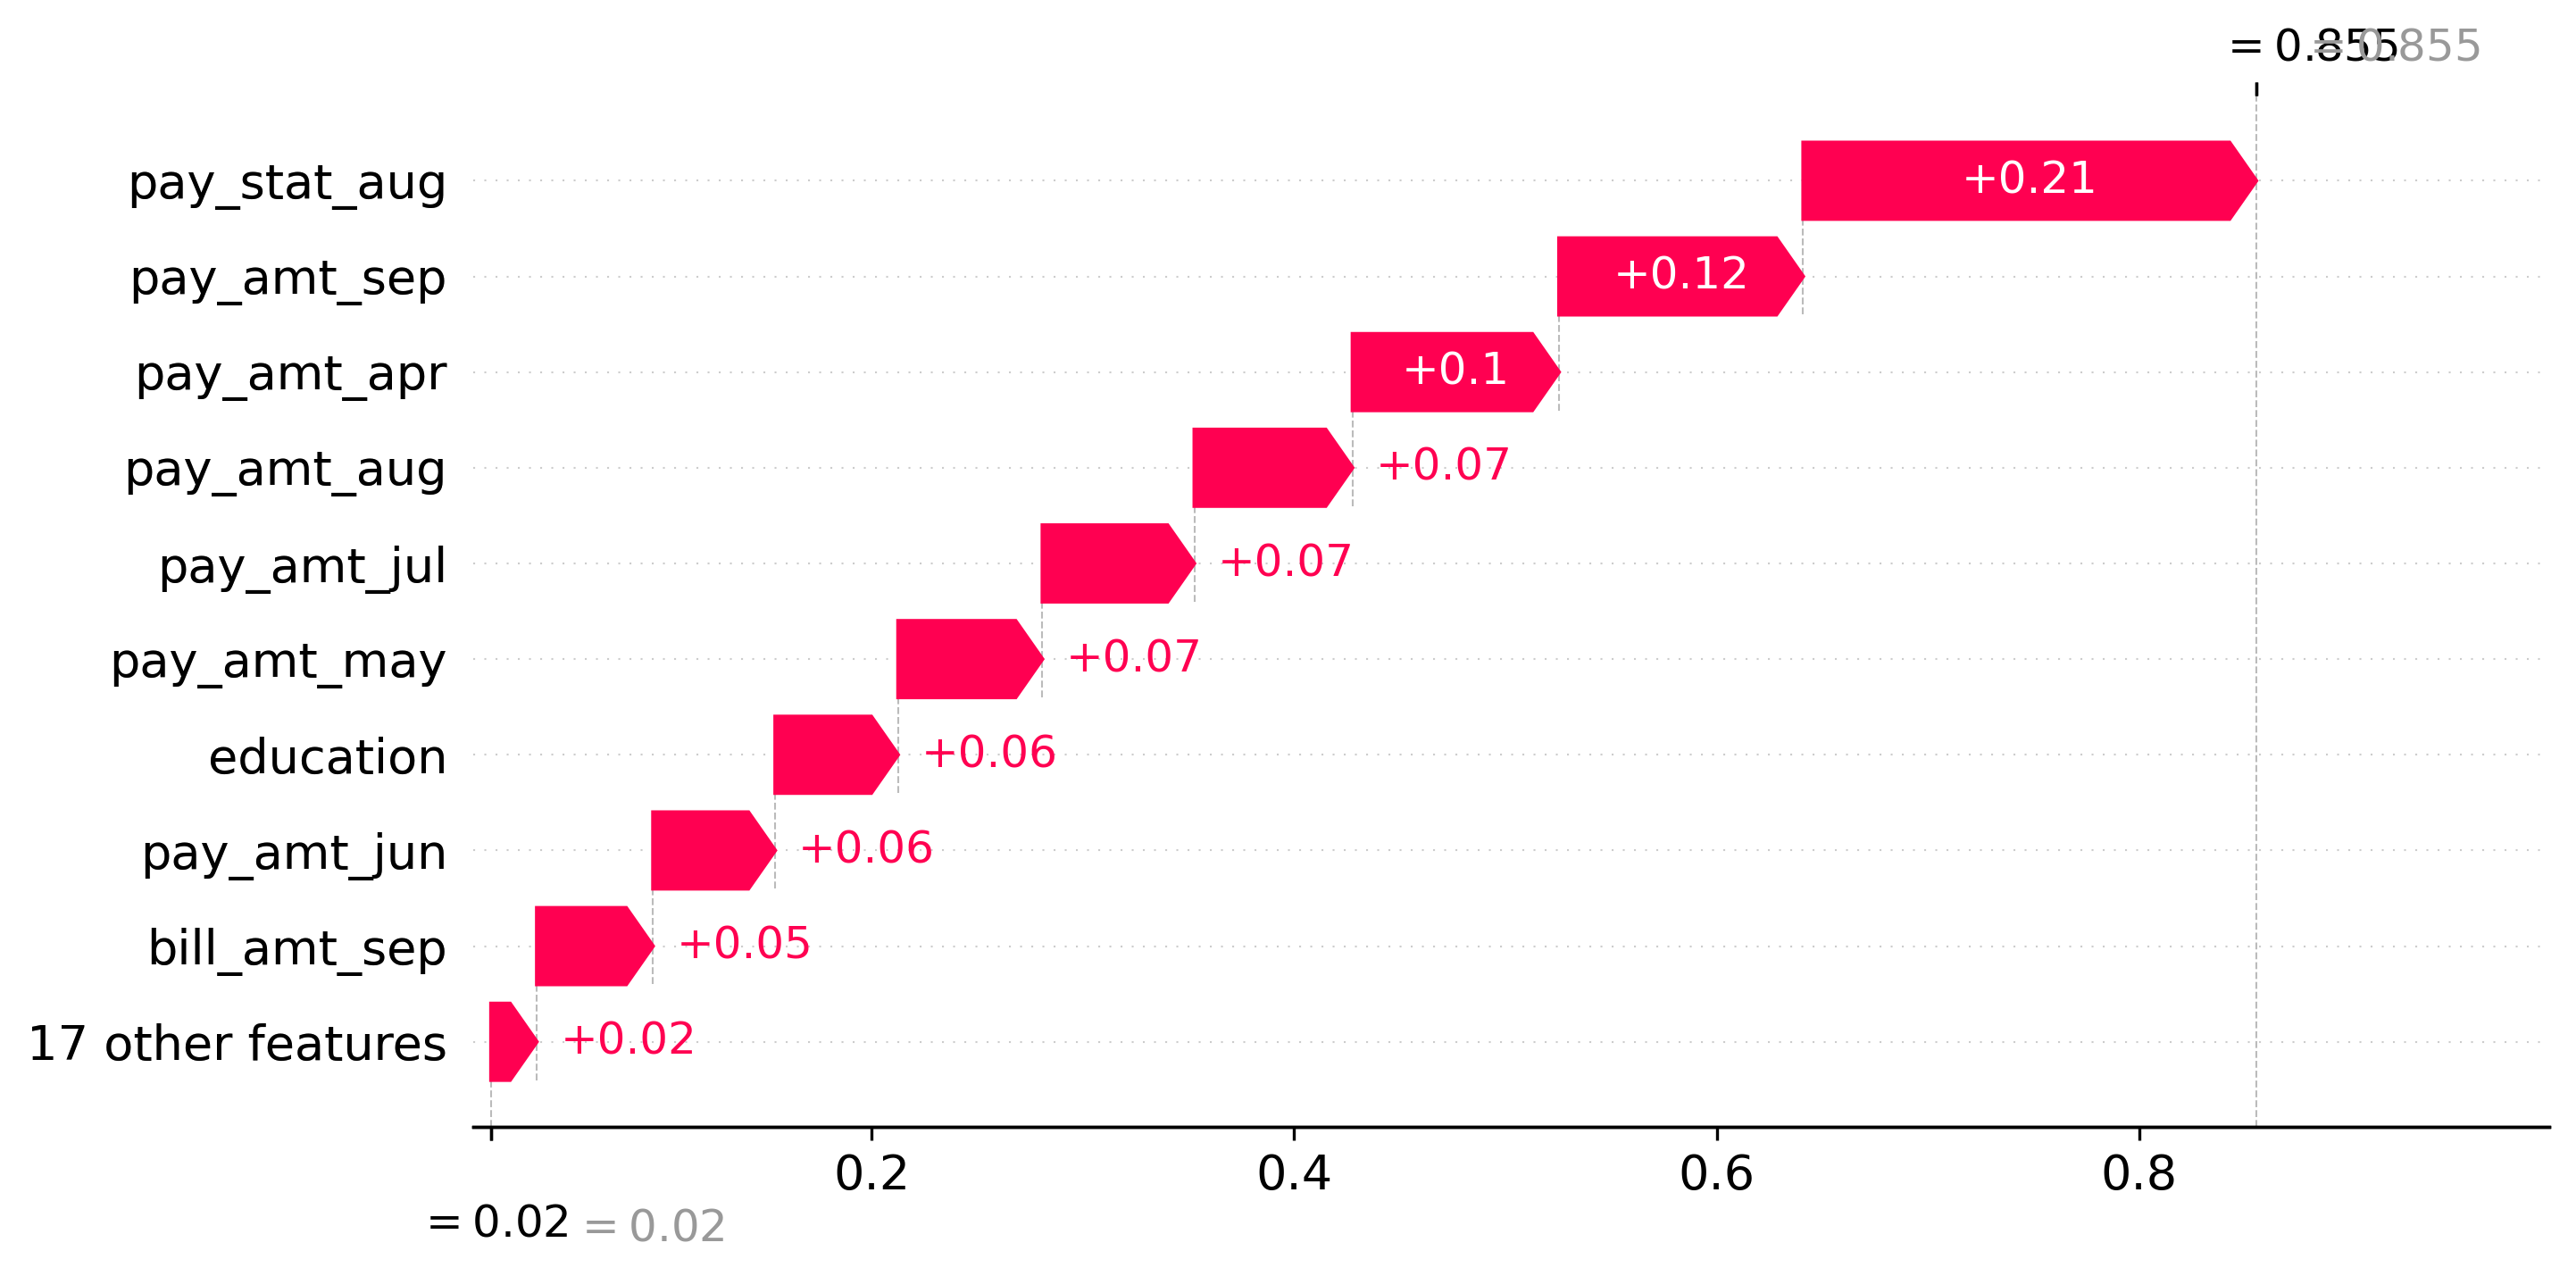 = 0.855 = 0.855
pay_stat_aug +0.21
pay_amt_sep +0.12
pay_amt_apr +0.1
pay_amt_aug +0.07
pay_amt_jul +0.07
pay_amt_may +0.07
education +0.06
pay_amt_jun +0.06
bill_amt_sep +0.05
17 other features +0.02
0.2 0.4 0.6 0.8
= 0.02 = 0.02